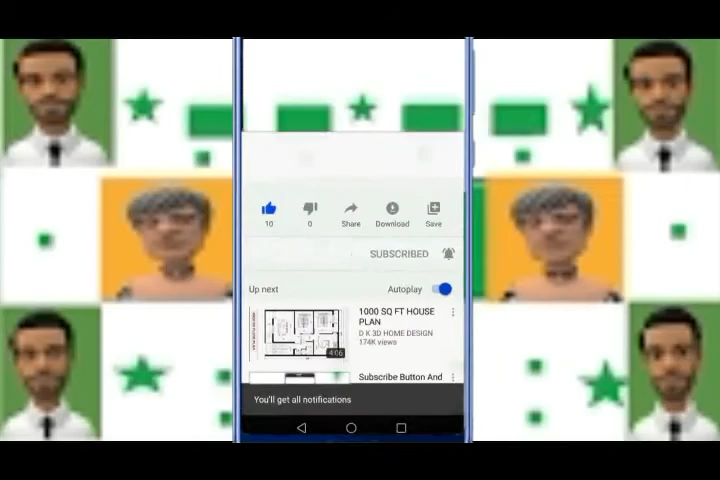 10
0
Share
Download
Save
SUBSCRIBED
Up next
Autoplay
1000 SQ FT HOUSE
PLAN
D K 3D HOME DESIGN
174K views
4:06
Subscribe Button And
You'll get all notifications